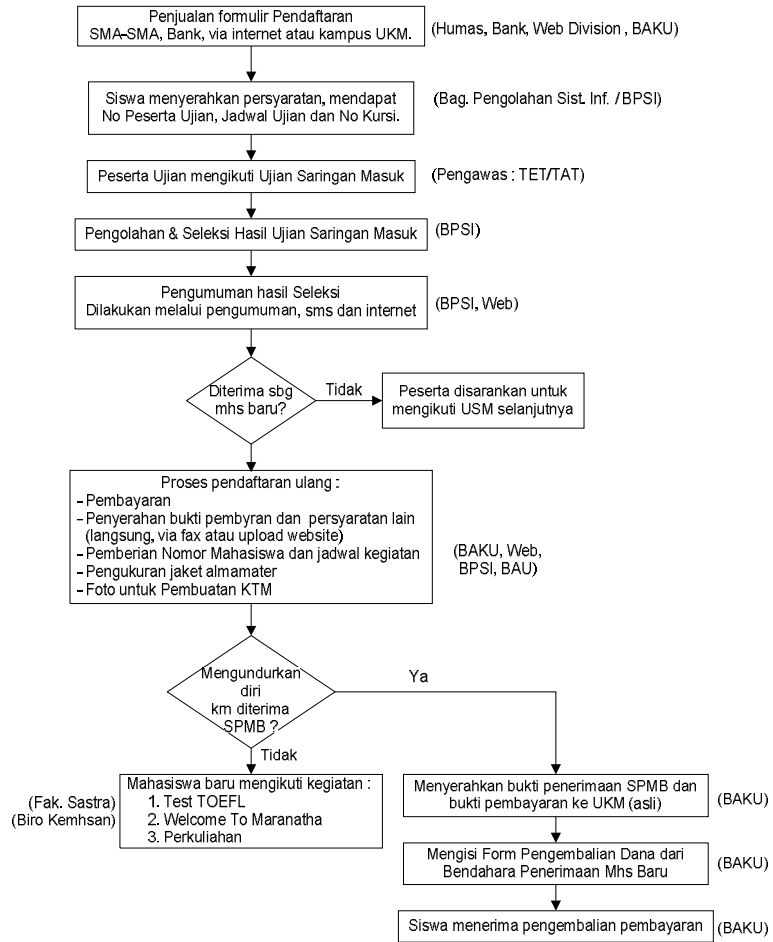 Penjualan formulir Pendaftaran
SMA-SMA, Bank, via internet atau kampus UKM.
(Humas, Bank, Web Division , BAKU)
Siswa menyerahkan persyaratan, mendapat
No Peserta Ujian, Jadwal Ujian dan No Kursi.
(Bag. Pengolahan Sist. Inf. / BPSI)
Peserta Ujian mengikuti Ujian Saringan Masuk
(Pengawas : TET/TAT)
Pengolahan & Seleksi Hasil Ujian Saringan Masuk
(BPSI)
Pengumuman hasil Seleksi
Dilakukan melalui pengumuman, sms dan internet
(BPSI, Web)
Diterima sbg
mhs baru?
Tidak
Peserta disarankan untuk
mengikuti USM selanjutnya
Proses pendaftaran ulang :
- Pembayaran
- Penyerahan bukti pembyran dan persyaratan lain
(langsung, via fax atau upload website)
- Pemberian Nomor Mahasiswa dan jadwal kegiatan
- Pengukuran jaket almamater
- Foto untuk Pembuatan KTM
(BAKU, Web,
BPSI, BAU)
Mengundurkan
diri
krn diterima
SPMB ?
Ya
Tidak
Mahasiswa baru mengikuti kegiatan :
1. Test TOEFL
2. Welcome To Maranatha
3. Perkuliahan
(Fak. Sastra)
(Biro Kemhsan)
Menyerahkan bukti penerimaan SPMB dan
bukti pembayaran ke UKM (asli)
(BAKU)
Mengisi Form Pengembalian Dana dari
Bendahara Penerimaan Mhs Baru
(BAKU)
Siswa menerima pengembalian pembayaran
(BAKU)